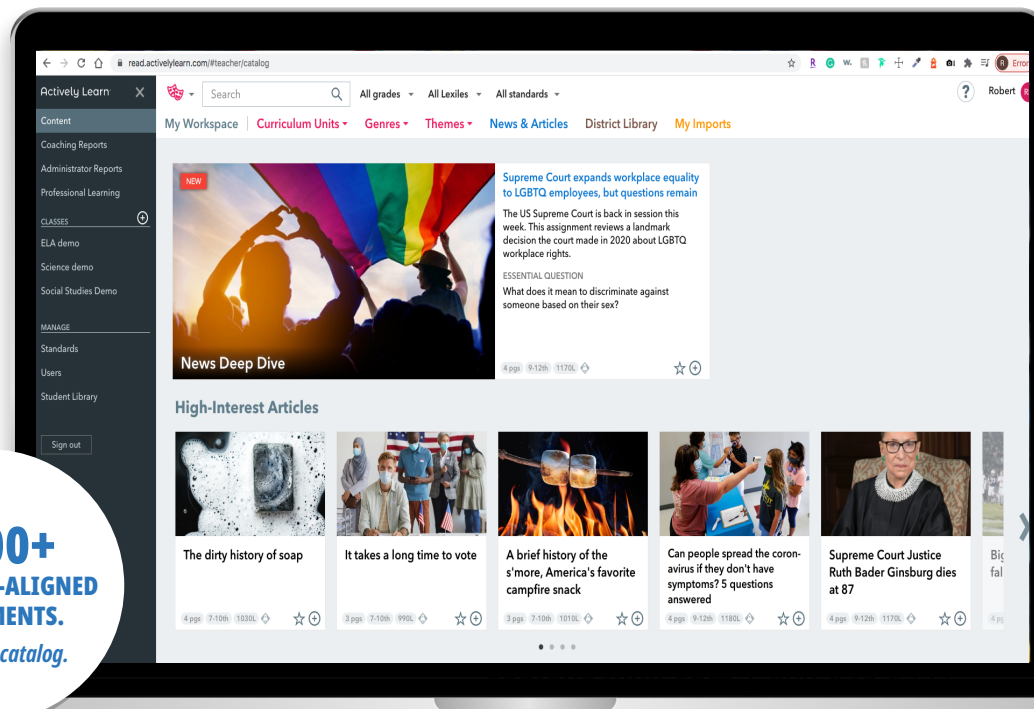 read.activelylearn.com/#teacher/catalog
Error
Actively Learn X
Search
All grades
All Lexiles
All standards
?
Robert
R
My Workspace
Curriculum Units
Genres
Themes
News & Articles
District Library
My Imports
Content
Coaching Reports
Administrator Reports
Professional Learning
CLASSES
ELA demo
Science demo
Social Studies Demo
MANAGE
Standards
Users
Student Library
Sign out
NEW
News Deep Dive
Supreme Court expands workplace equality
to LGBTQ employees, but questions remain
The US Supreme Court is back in session this
week. This assignment reviews a landmark
decision the court made in 2020 about LGBTQ
workplace rights.
ESSENTIAL QUESTION
What does it mean to discriminate against
someone based on their sex?
4 pgs 9-12th 1170L
High-Interest Articles
The dirty history of soap
4 pgs 7-10th 1030L
It takes a long time to vote
3 pgs 7-10th 990L
A brief history of the
s'more, America's favorite
campfire snack
3 pgs 7-10th 1010L
Can people spread the coron-
avirus if they don't have
symptoms? 5 questions
answered
4 pgs 9-12th 1180L
Supreme Court Justice
Ruth Bader Ginsburg dies
at 87
4 pgs 9-12th 1170L
Big
fal
4 pg
00+
-ALIGNED
MENTS.
catalog.